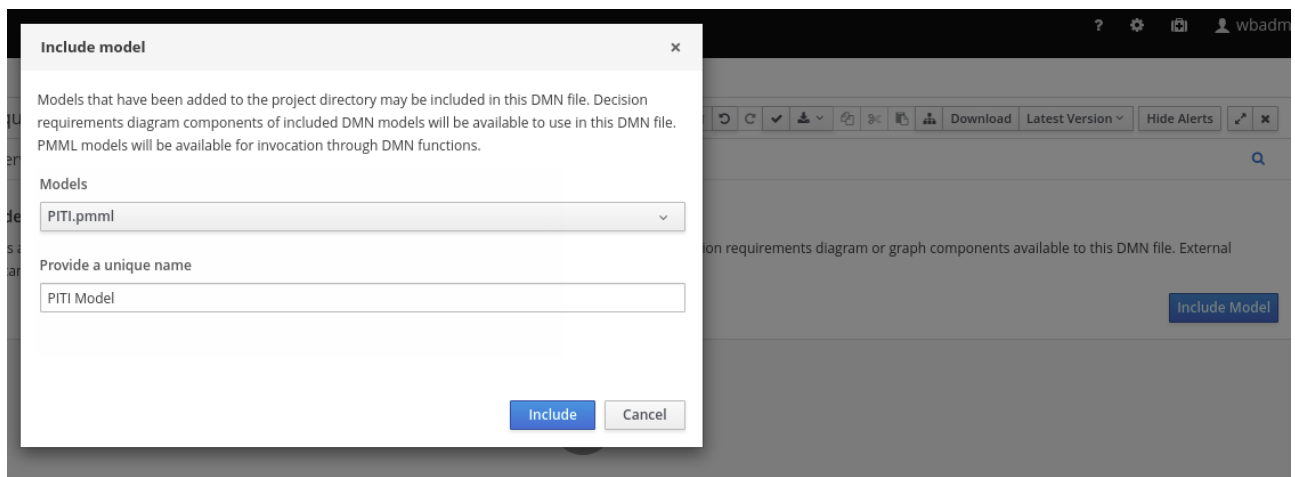 ? wbadm
Include model ×
Models that have been added to the project directory may be included in this DMN file. Decision
requirements diagram components of included DMN models will be available to use in this DMN file.
PMML models will be available for invocation through DMN functions.
Download Latest Version Hide Alerts
Models
PITI.pmml
ion requirements diagram or graph components available to this DMN file. External
Provide a unique name
PITI Model
Include Model
Include Cancel